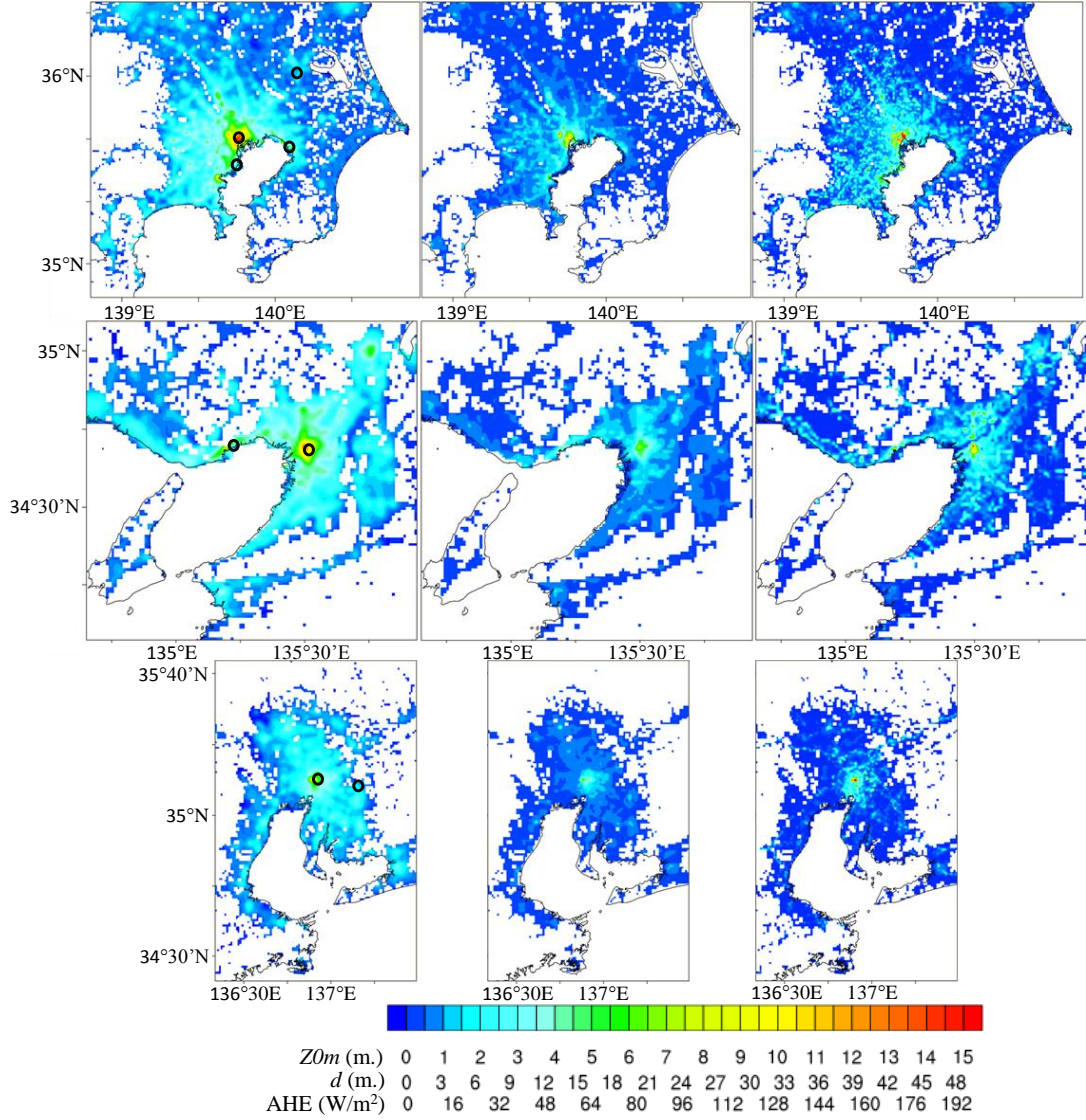 36°N
35°N
139°E 140°E 139°E 140°E 139°E 140°E
35°N
34°30'N
135°E 135°30'E 135°E 135°30'E 135°E 135°30'E
35°40'N
35°N
34°30'N
136°30E 137°E 136°30E 137°E 136°30E 137°E
Z0m (m.) 0 1 2 3 4 5 6 7 8 9 10 11 12 13 14 15
d (m.) 0 3 6 9 12 15 18 21 24 27 30 33 36 39 42 45 48
AHE (W/m²) 0 16 32 48 64 80 96 112 128 144 160 176 192